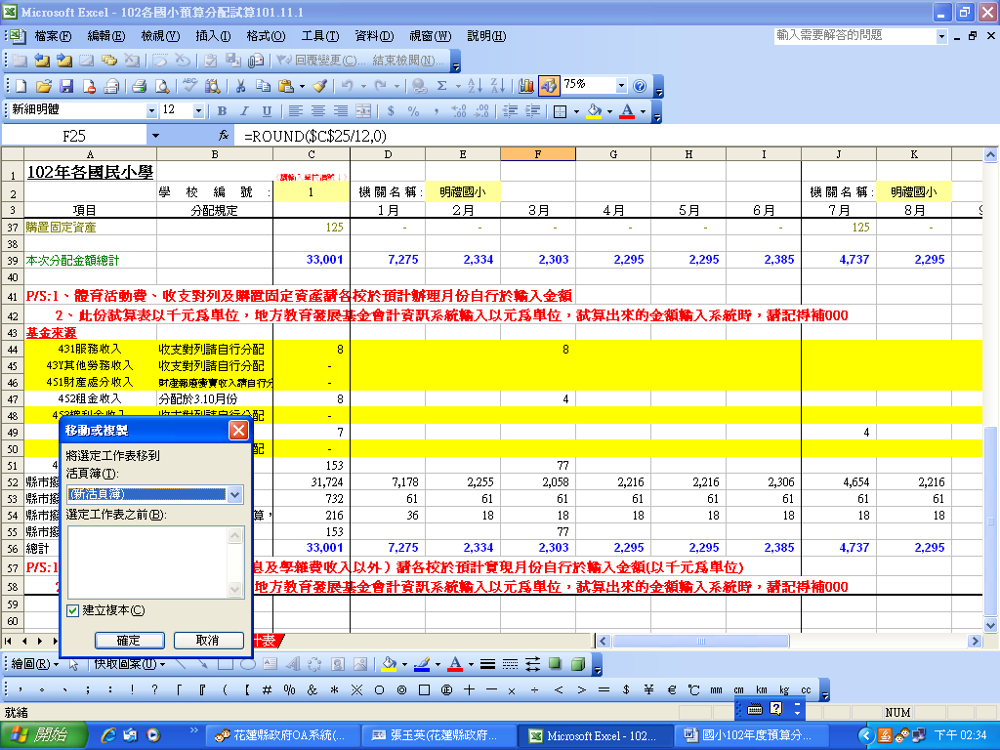 Microsoft Excel - 102各國小預算分配試算101.11.1
檔案(F) 編輯(E) 檢視(V) 插入(I) 格式(O) 工具(T) 資料(D) 視窗(W) 說明(H) 輸入需要解答的問題
回覆變更(C)... 結束檢閱(N)...
75%
新細明體 12 B I U $ % ,
F25 fx =ROUND($C$25/12,0)
A B C D E F G H I J K
1 102年各國民小學
2 學校編號: 1 機關名稱: 明禮國小 機關名稱: 明禮國小
3 項目 分配規定 1月 2月 3月 4月 5月 6月 7月 8月
37 購置固定資產 125 - - - - - - 125 -
38
39 本次分配金額總計 33,001 7,275 2,334 2,303 2,295 2,295 2,385 4,737 2,295
40
41 P/S:1、體育活動費、收支對列及購置固定資產請各校於預計辦理月份自行於輸入金額
42 2、此份試算表以千元為單位，地方教育發展基金會計資訊系統輸入以元為單位，試算出來的金額輸入系統時，請記得補000
43 基金來源
44 431服務收入 收支對列請自行分配 8 8
45 43Y其他勞務收入 收支對列請自行分配 -
46 451財產處分收入 財產報廢變賣收入請自行分 -
47 452租金收入 分配於3.10月份 8 4
48 收支對列請自行分配 -
49 7 4
50 配 -
51 4 153 77
52 縣市撥 31,724 7,178 2,255 2,058 2,216 2,216 2,306 4,654 2,216
53 縣市撥 732 61 61 61 61 61 61 61 61
54 縣市撥 算， 216 36 18 18 18 18 18 18 18
55 縣市撥 153 77
56 總計 33,001 7,275 2,334 2,303 2,295 2,295 2,385 4,737 2,295
57 P/S:1 息及學雜費收入以外）請各校於預計實現月份自行於輸入金額(以千元為單位)
58 地方教育發展基金會計資訊系統輸入以元為單位，試算出來的金額輸入系統時，請記得補000
59
60
移動或複製
將選定工作表移到
活頁簿(T):
(新活頁簿)
選定工作表之前(B):
建立複本(C)
確定 取消
計表
繪圖(R) 快取圖案(U)
， 。 、 ； ： ！ ？ 「 『 （ 【 # % & * ※ ○ ◎ □ ＋ － × ÷ ＜ ＞ ＝ $ ¥ ￥ € ℃ mm cm km kg cc
就緒 NUM
開始 花蓮縣政府OA系統(... 張玉英(花蓮縣政府... Microsoft Excel - 102... 國小102年度預算分... 下午 02:34